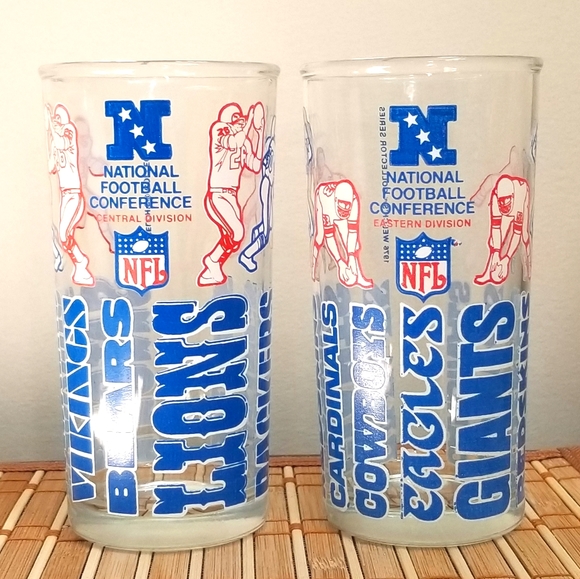 N
NATIONAL
FOOTBALL
CONFERENCE
CENTRAL DIVISION
NFL
VIKINGS
BEARS
LIONS
N
NATIONAL
FOOTBALL
CONFERENCE
EASTERN DIVISION
NFL
CARDINALS
COWBOYS
EAGLES
GIANTS